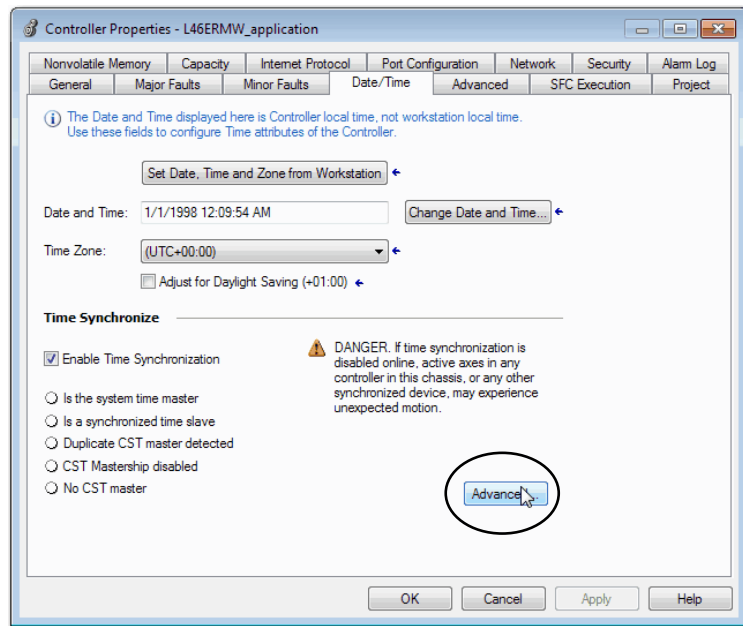 Controller Properties - L46ERMW_application
Nonvolatile Memory Capacity Internet Protocol Port Configuration Network Security Alarm Log
General Major Faults Minor Faults Date/Time Advanced SFC Execution Project
The Date and Time displayed here is Controller local time, not workstation local time.
Use these fields to configure Time attributes of the Controller.
Set Date, Time and Zone from Workstation
Date and Time: 1/1/1998 12:09:54 AM Change Date and Time...
Time Zone: (UTC+00:00)
Adjust for Daylight Saving (+01:00)
Time Synchronize
Enable Time Synchronization
DANGER. If time synchronization is
disabled online, active axes in any
controller in this chassis, or any other
synchronized device, may experience
unexpected motion.
Is the system time master
Is a synchronized time slave
Duplicate CST master detected
CST Mastership disabled
No CST master
Advanced...
OK Cancel Apply Help